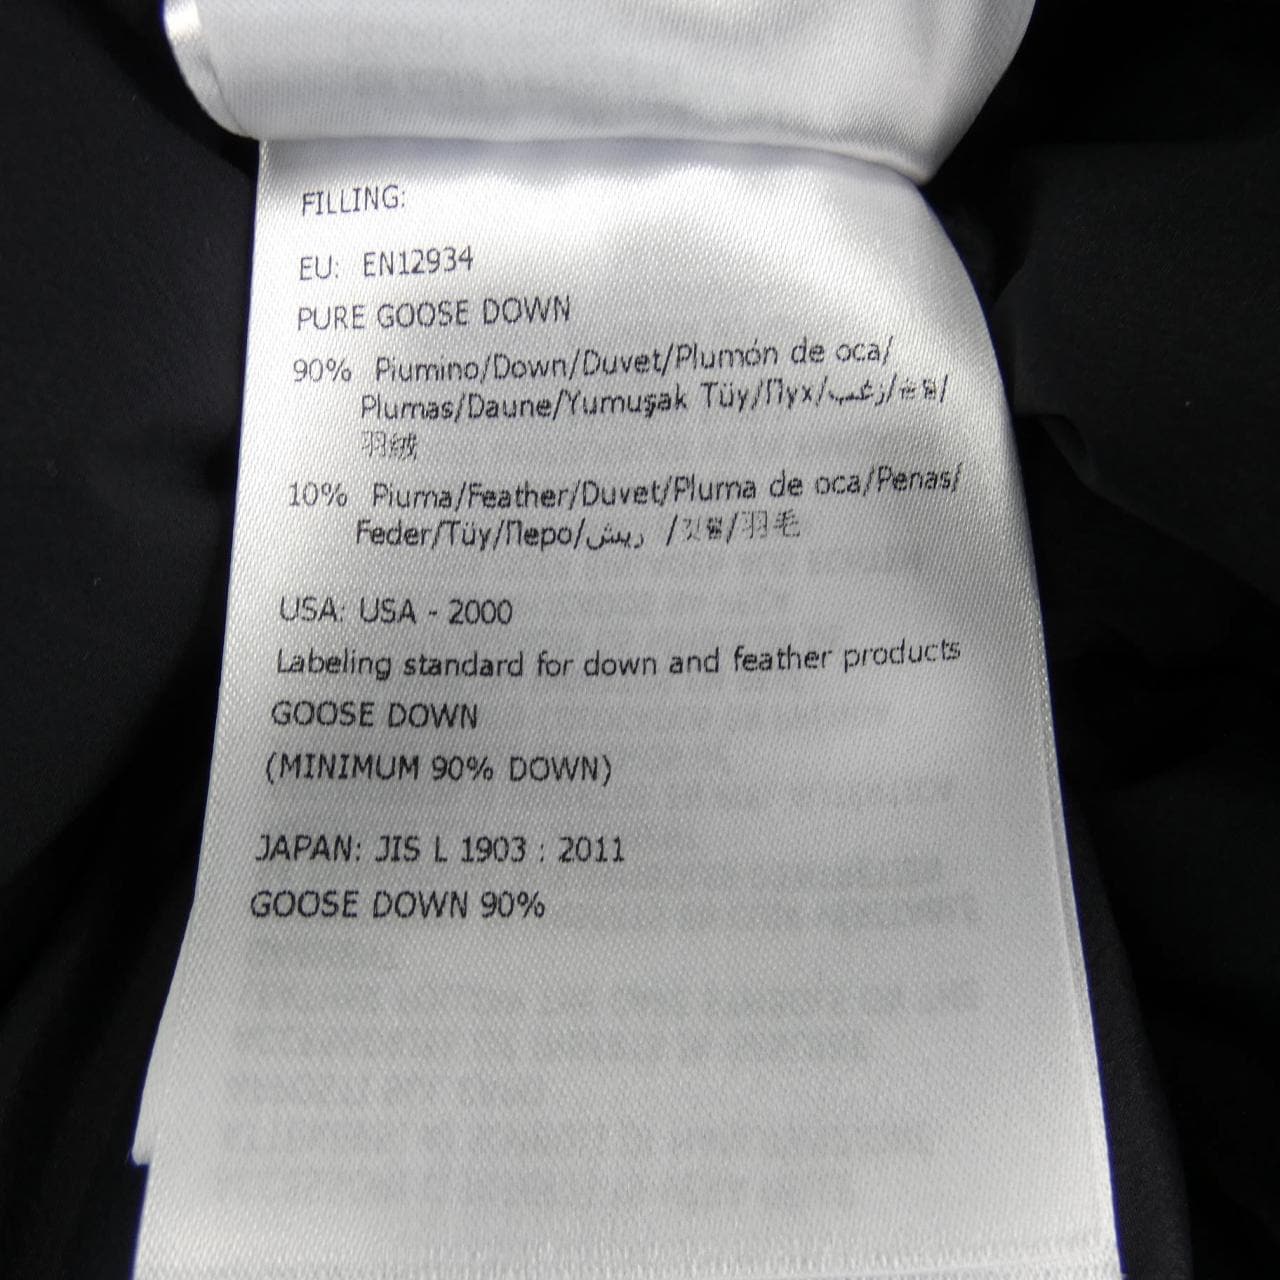 FILLING:
EU: EN12934
PURE GOOSE DOWN
90% Piumino/Down/Duvet/Plumón de oca/
Plumas/Daune/Yumuşak Tüy/Пух/زغب/솜털/
羽絨
10% Piuma/Feather/Duvet/Pluma de oca/Penas/
Feder/Tüy/Перо/ريش /깃털/羽毛
USA: USA - 2000
Labeling standard for down and feather products
GOOSE DOWN
(MINIMUM 90% DOWN)
JAPAN: JIS L 1903 : 2011
GOOSE DOWN 90%